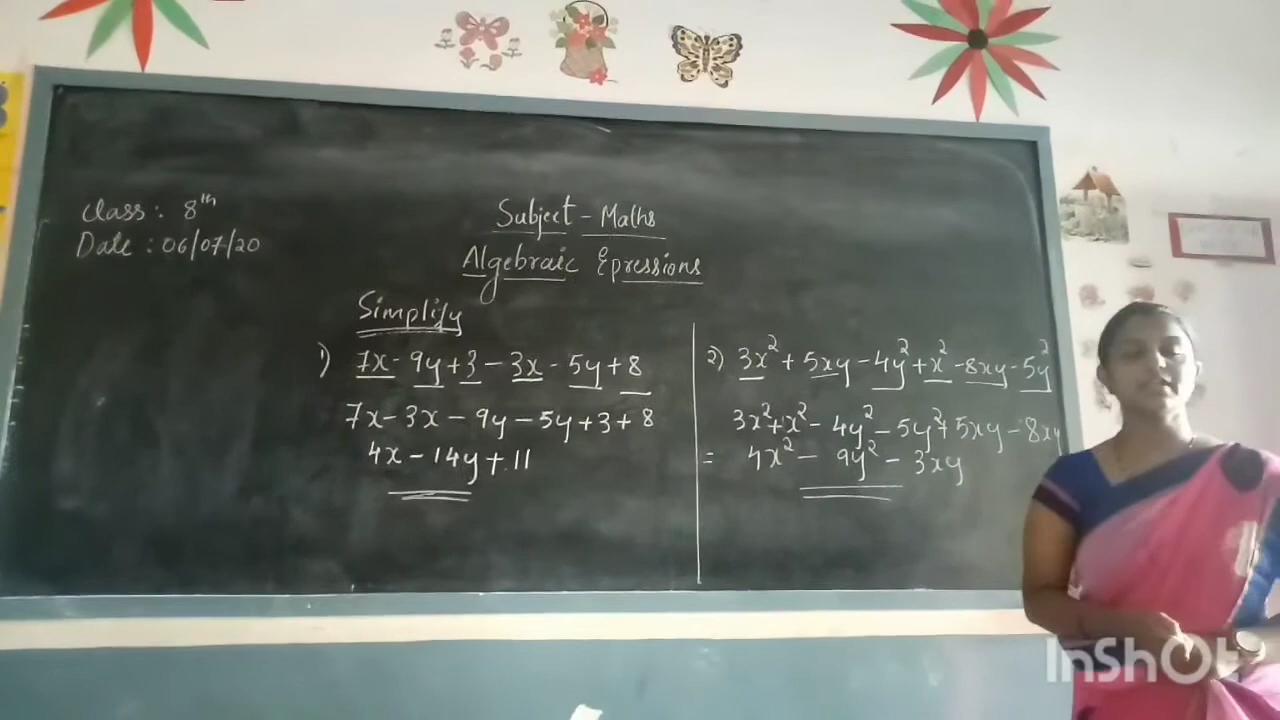 Class: 8th
Date: 06/07/20
Subject - Maths
Algebraic Epressions
Simplify
1) 7x - 9y + 3 - 3x - 5y + 8
7x - 3x - 9y - 5y + 3 + 8
4x - 14y + 11
2) 3x² + 5xy - 4y² + x² - 8xy - 5y²
3x² + x² - 4y² - 5y² + 5xy - 8xy
= 4x² - 9y² - 3xy
InShOt